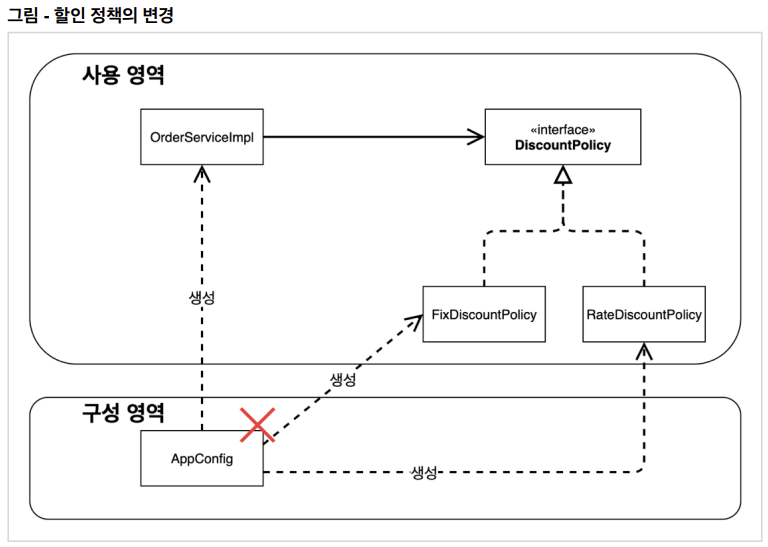 그림 - 할인 정책의 변경
사용 영역
OrderServiceImpl
«interface»
DiscountPolicy
생성
FixDiscountPolicy
RateDiscountPolicy
생성
구성 영역
AppConfig
생성